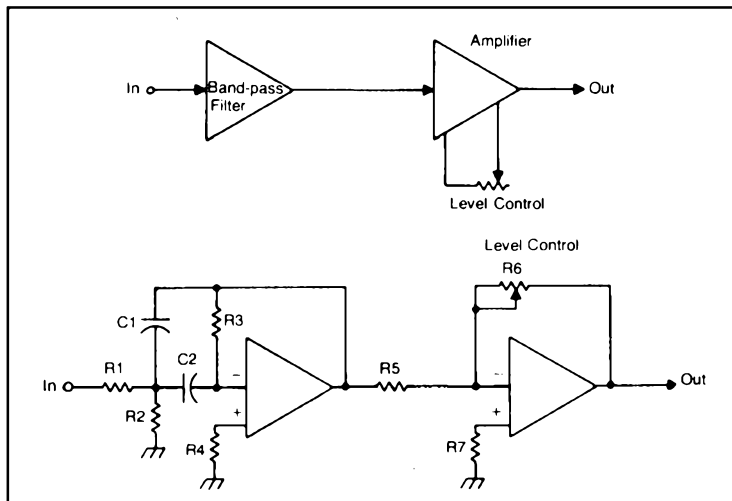 Amplifier
In
Band-pass
Filter
Out
Level Control
Level Control
R6
C1
R3
R1
C2
R5
In
R2
−
+
R4
−
+
R7
Out